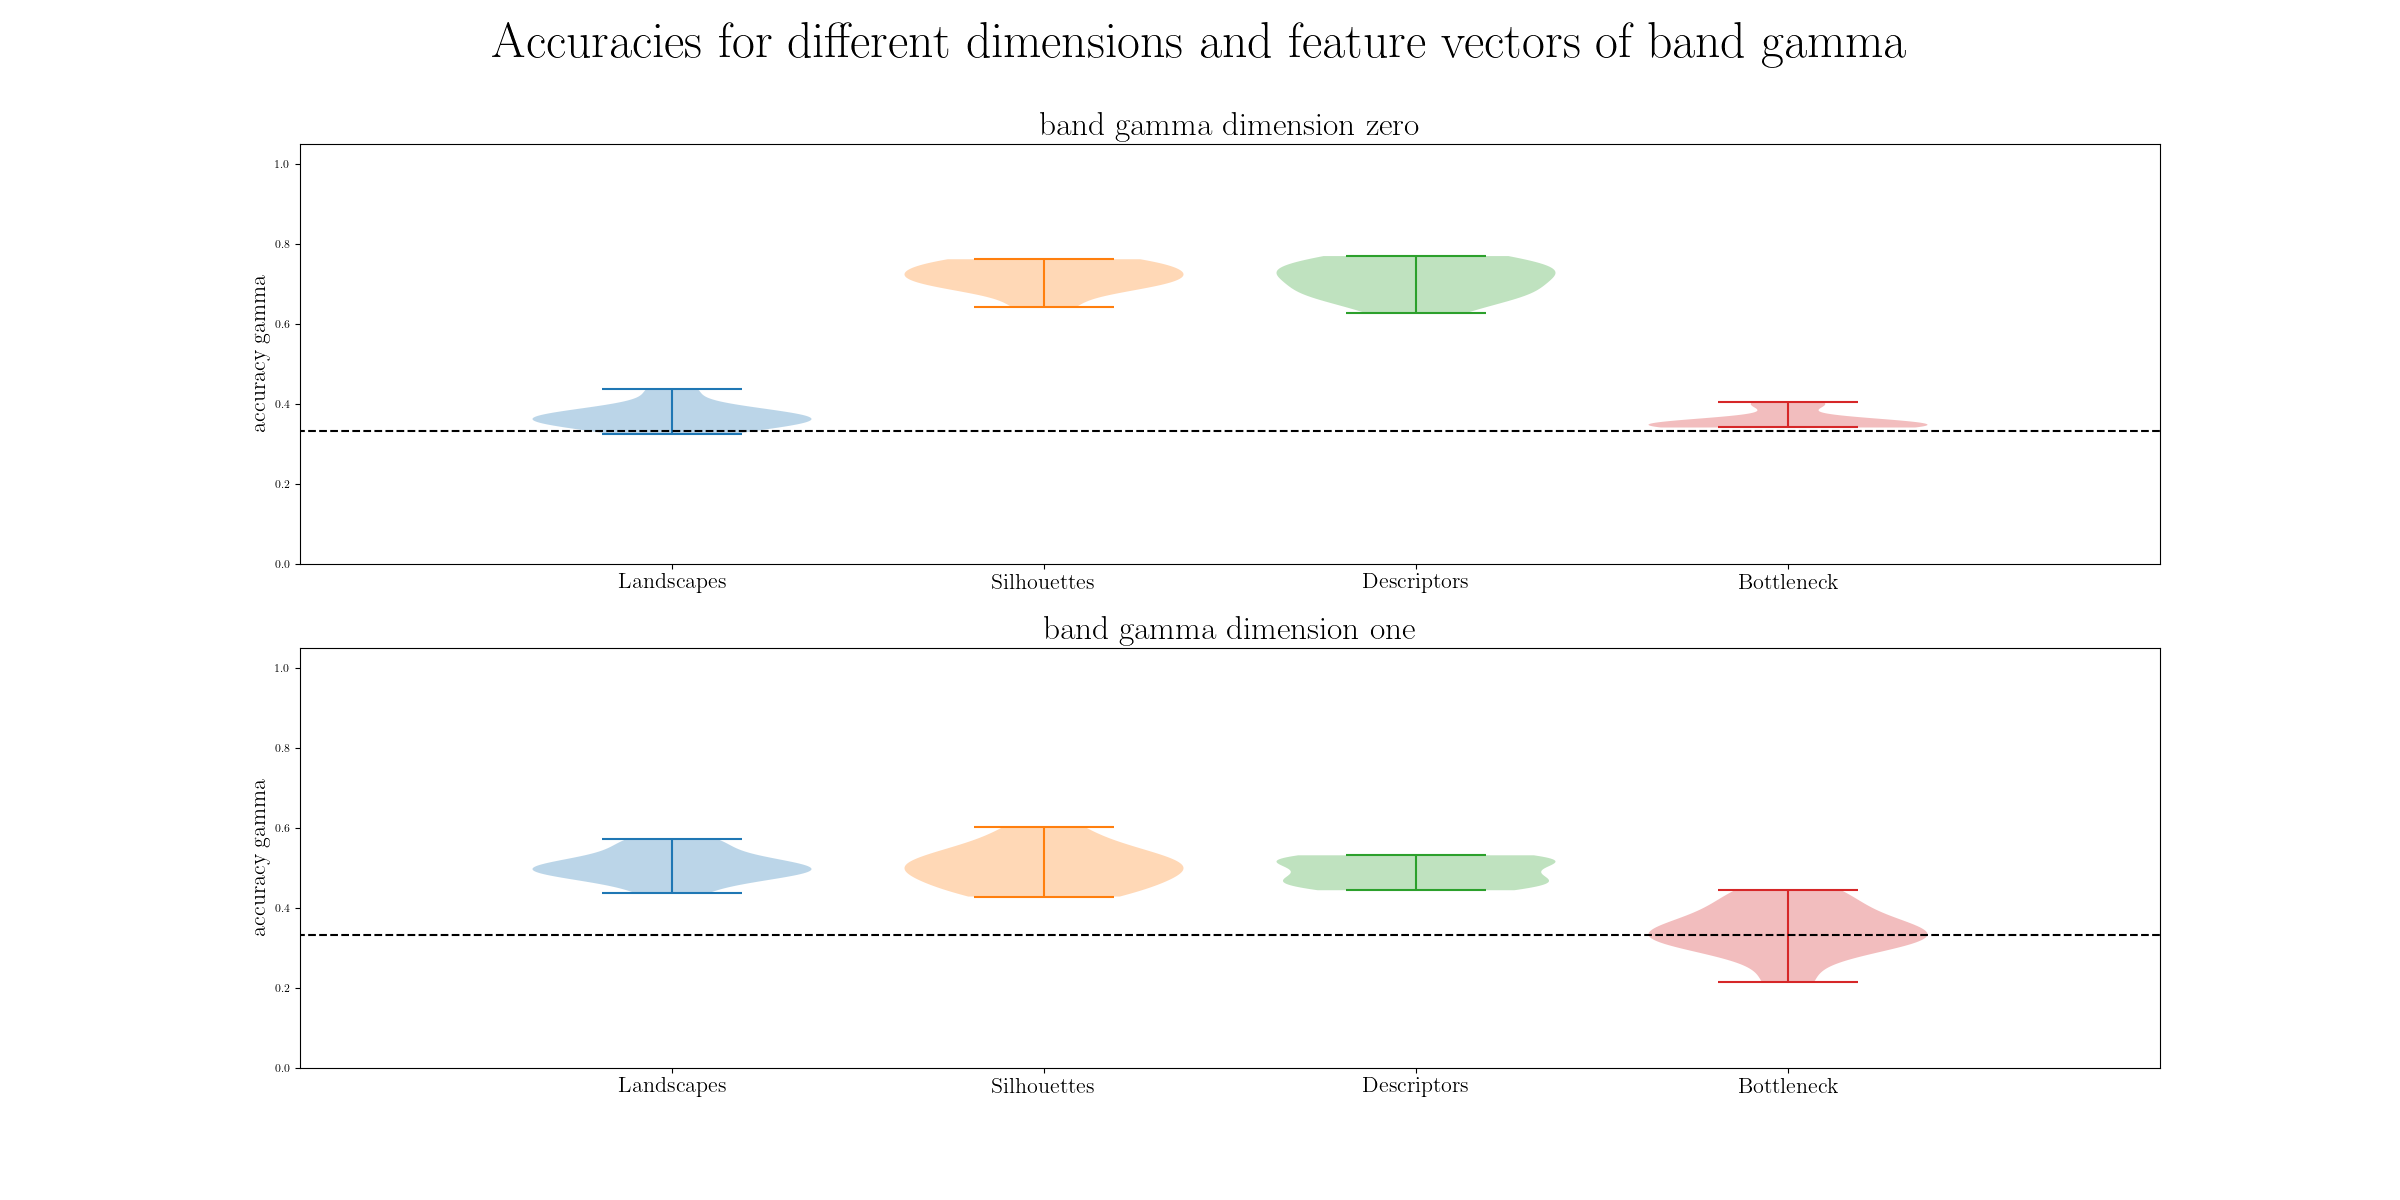 Accuracies for different dimensions and feature vectors of band gamma
band gamma dimension zero
accuracy gamma
1.0
0.8
0.6
0.4
0.2
0.0
Landscapes Silhouettes Descriptors Bottleneck
band gamma dimension one
accuracy gamma
1.0
0.8
0.6
0.4
0.2
0.0
Landscapes Silhouettes Descriptors Bottleneck